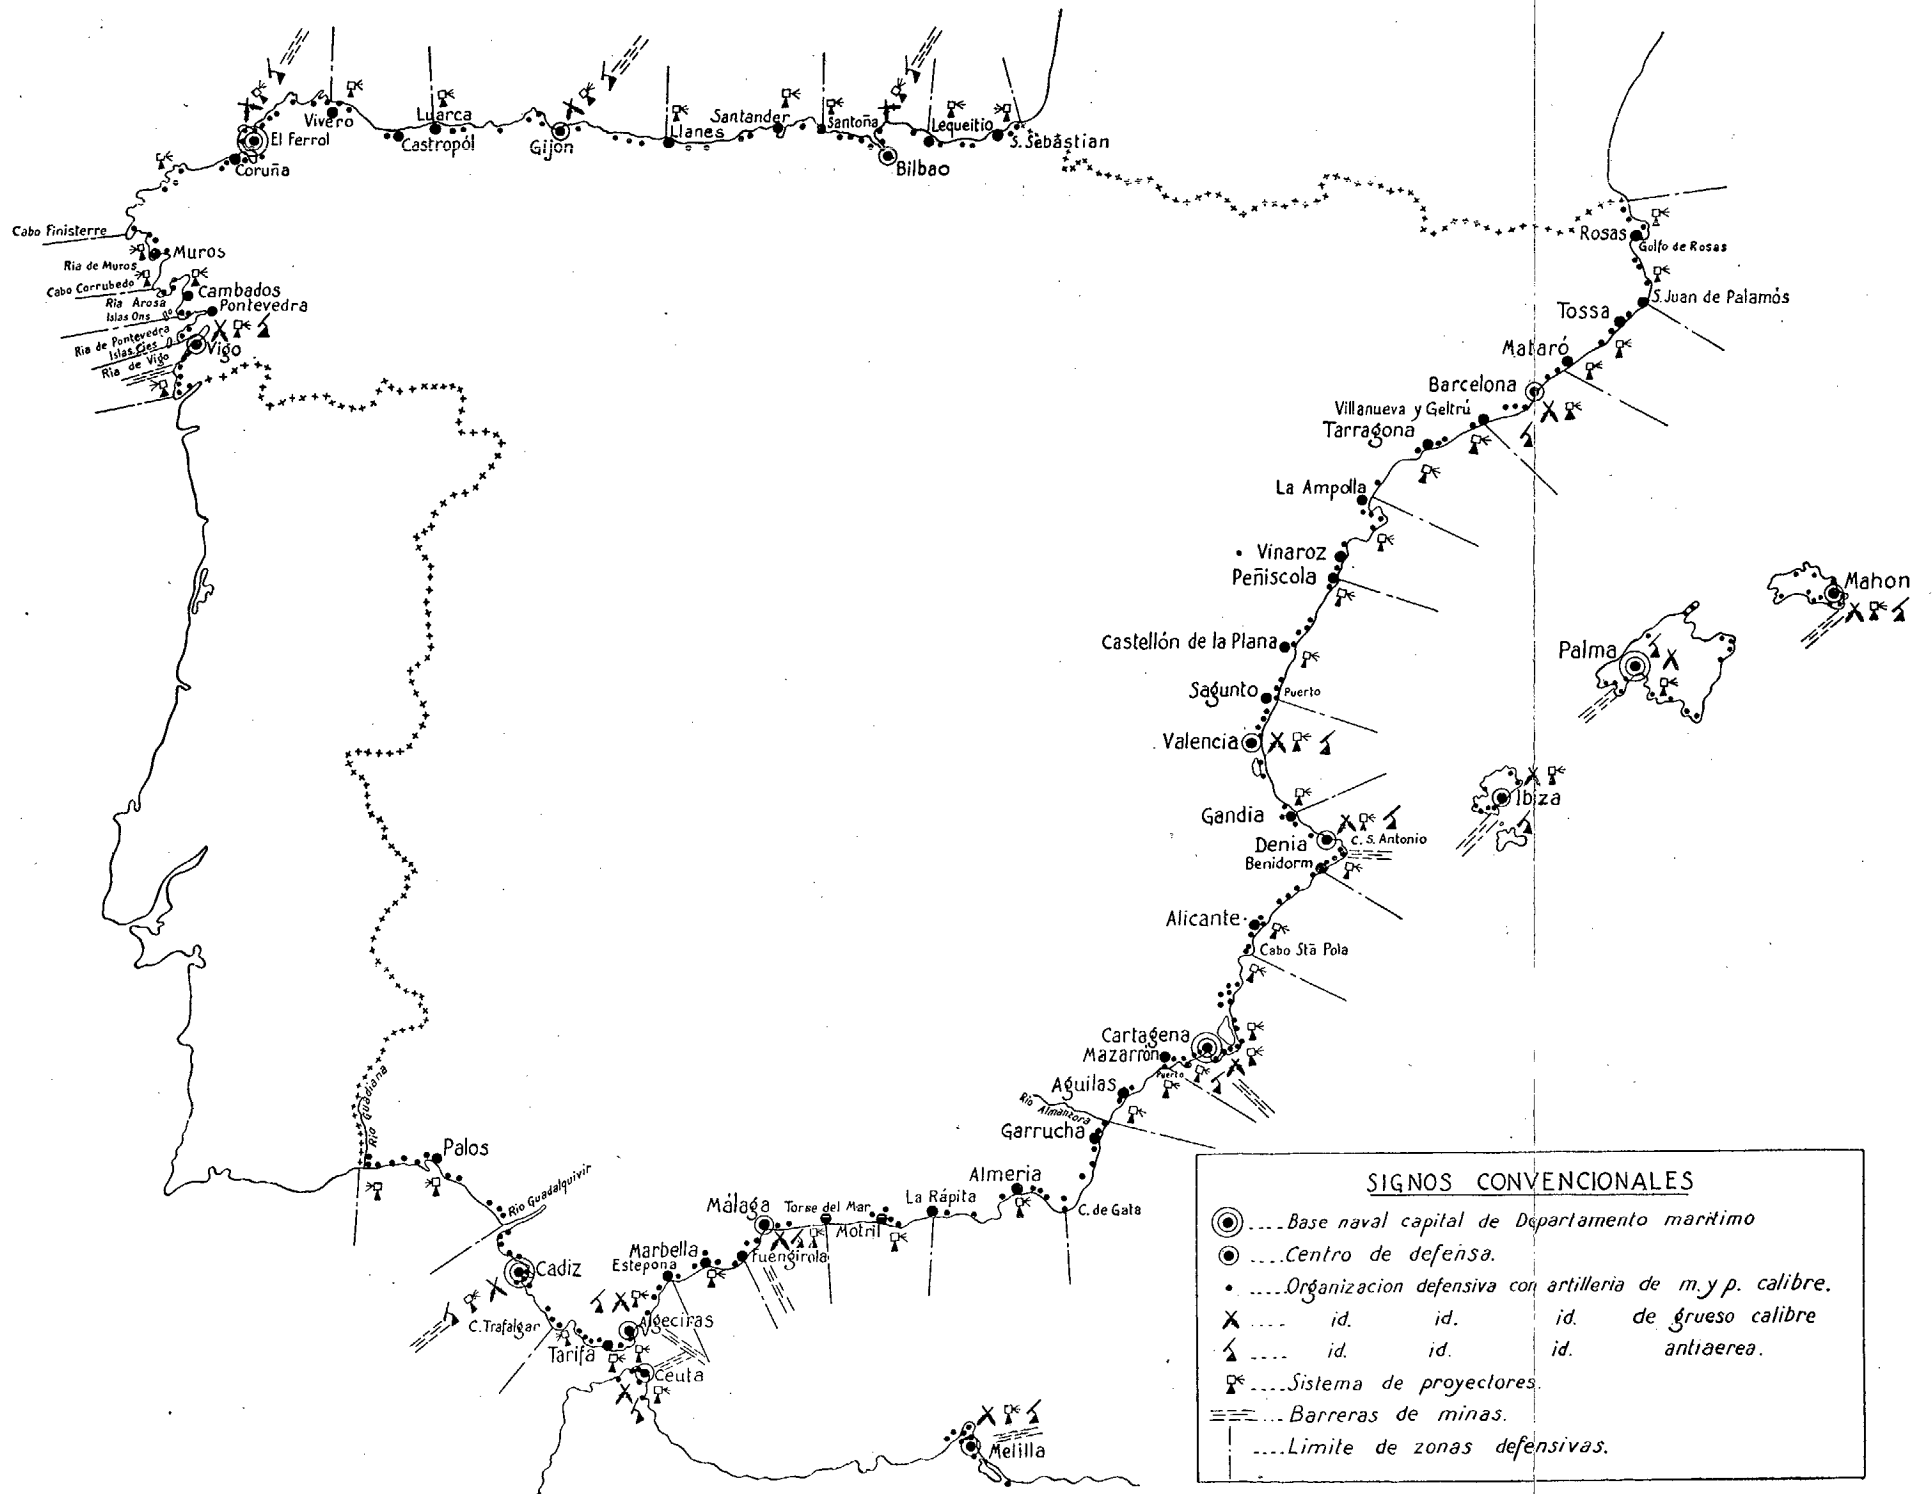 Vivero
Luarca
Castropól
El Ferrol
Coruña
Gijon
Llanes
Santander
Santoña
Bilbao
Lequeitio
S. Sebastian
Cabo Finisterre
Muros
Ria de Muros
Cabo Corrubedo
Cambados
Ria Arosa
Pontevedra
Islas Ons
Ria de Pontevedra
Islas Cies
Vigo
Ria de Vigo
Rosas
Golfo de Rosas
S. Juan de Palamós
Tossa
Mataró
Barcelona
Villanueva y Geltrú
Tarragona
La Ampolla
Vinaroz
Peñiscola
Castellón de la Plana
Sagunto
Puerto
Valencia
Mahon
Palma
Ibiza
Gandia
Denia
C. S. Antonio
Benidorm
Alicante
Cabo Stā Pola
Cartagena
Mazarrón
Puerto
Aguilas
Rio Almanzora
Garrucha
Almeria
C. de Gata
La Rápita
Motril
Torse del Mar
Málaga
Fuengirola
Marbella
Estepona
Algeciras
Ceuta
Melilla
Tarifa
C. Trafalgar
Cadiz
Rio Guadalquivir
Palos
Rio Guadiana
SIGNOS CONVENCIONALES
....Base naval capital de Departamento maritimo
....Centro de defensa.
.....Organizacion defensiva con artilleria de m. y p. calibre.
.... id. id. id. de grueso calibre
.... id. id. id. antiaerea.
....Sistema de proyectores.
....Barreras de minas.
....Limite de zonas defensivas.